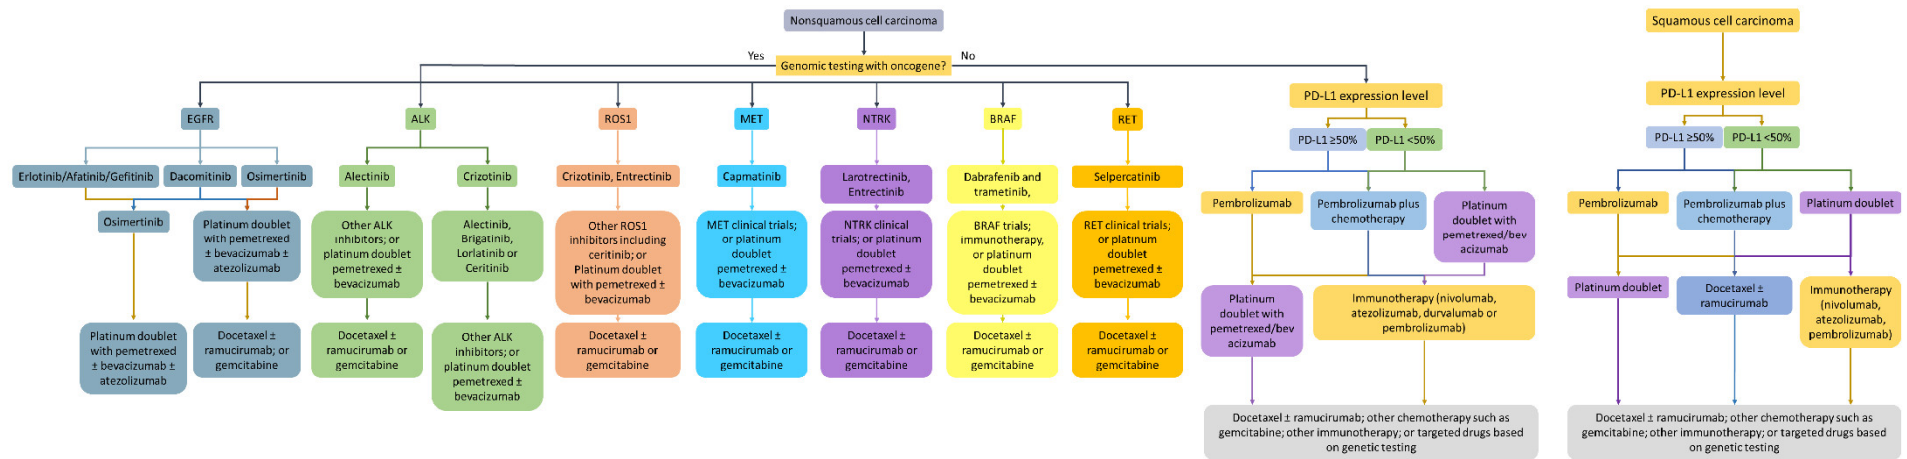 Nonsquamous cell carcinoma
Yes
No
Genomic testing with oncogene?
EGFR
ALK
ROS1
MET
NTRK
BRAF
RET
Erlotinib/Afatinib/Gefitinib
Dacomitinib
Osimertinib
Alectinib
Crizotinib
Crizotinib, Entrectinib
Capmatinib
Larotrectinib,
Entrectinib
Dabrafenib and
trametinib,
Selpercatinib
Osimertinib
Platinum doublet
with pemetrexed
± bevacizumab ±
atezolizumab
Other ALK
inhibitors; or
platinum doublet
pemetrexed ±
bevacizumab
Alectinib,
Brigatinib,
Lorlatinib or
Ceritinib
Other ROS1
inhibitors including
ceritinib; or
Platinum doublet
with pemetrexed ±
bevacizumab
MET clinical trials;
or platinum
doublet
pemetrexed ±
bevacizumab
NTRK clinical
trials; or platinum
doublet
pemetrexed ±
bevacizumab
BRAF trials;
immunotherapy,
or platinum
doublet
pemetrexed ±
bevacizumab
RET clinical trials;
or platinum
doublet
pemetrexed ±
bevacizumab
Platinum doublet
with pemetrexed
± bevacizumab ±
atezolizumab
Docetaxel ±
ramucirumab; or
gemcitabine
Docetaxel ±
ramucirumab or
gemcitabine
Other ALK
inhibitors; or
platinum doublet
pemetrexed ±
bevacizumab
Docetaxel ±
ramucirumab or
gemcitabine
Docetaxel ±
ramucirumab or
gemcitabine
Docetaxel ±
ramucirumab or
gemcitabine
Docetaxel ±
ramucirumab or
gemcitabine
Docetaxel ±
ramucirumab or
gemcitabine
PD-L1 expression level
PD-L1 ≥50%
PD-L1 <50%
Pembrolizumab
Pembrolizumab plus
chemotherapy
Platinum
doublet with
pemetrexed/bev
acizumab
Platinum
doublet with
pemetrexed/bev
acizumab
Immunotherapy (nivolumab,
atezolizumab, durvalumab or
pembrolizumab)
Docetaxel ± ramucirumab; other chemotherapy such as
gemcitabine; other immunotherapy; or targeted drugs based
on genetic testing
Squamous cell carcinoma
PD-L1 expression level
PD-L1 ≥50%
PD-L1 <50%
Pembrolizumab
Pembrolizumab plus
chemotherapy
Platinum doublet
Platinum doublet
Docetaxel ±
ramucirumab
Immunotherapy
(nivolumab,
atezolizumab,
pembrolizumab)
Docetaxel ± ramucirumab; other chemotherapy such as
gemcitabine; other immunotherapy; or targeted drugs based
on genetic testing